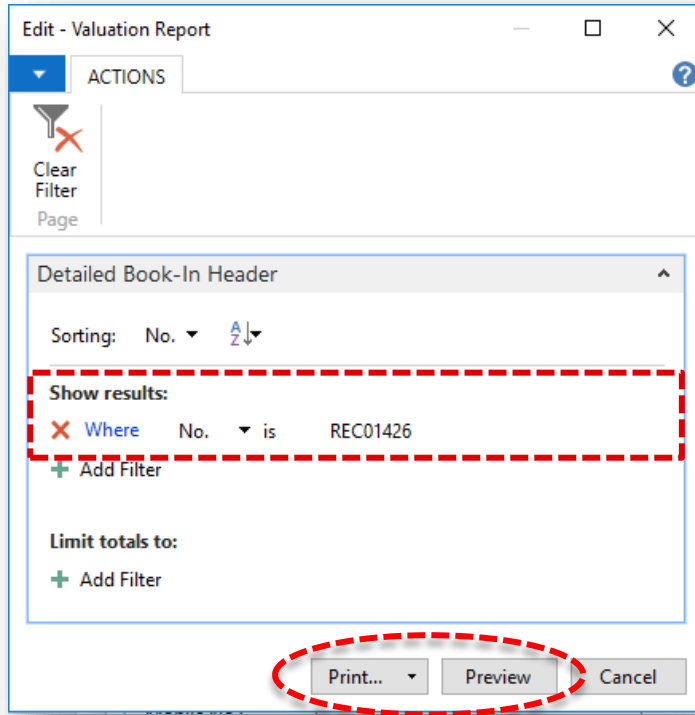 Edit - Valuation Report
ACTIONS
?
Clear
Filter
Page
Detailed Book-In Header
Sorting: No. A Z
Show results:
Where No. is REC01426
Add Filter
Limit totals to:
Add Filter
Print... Preview Cancel